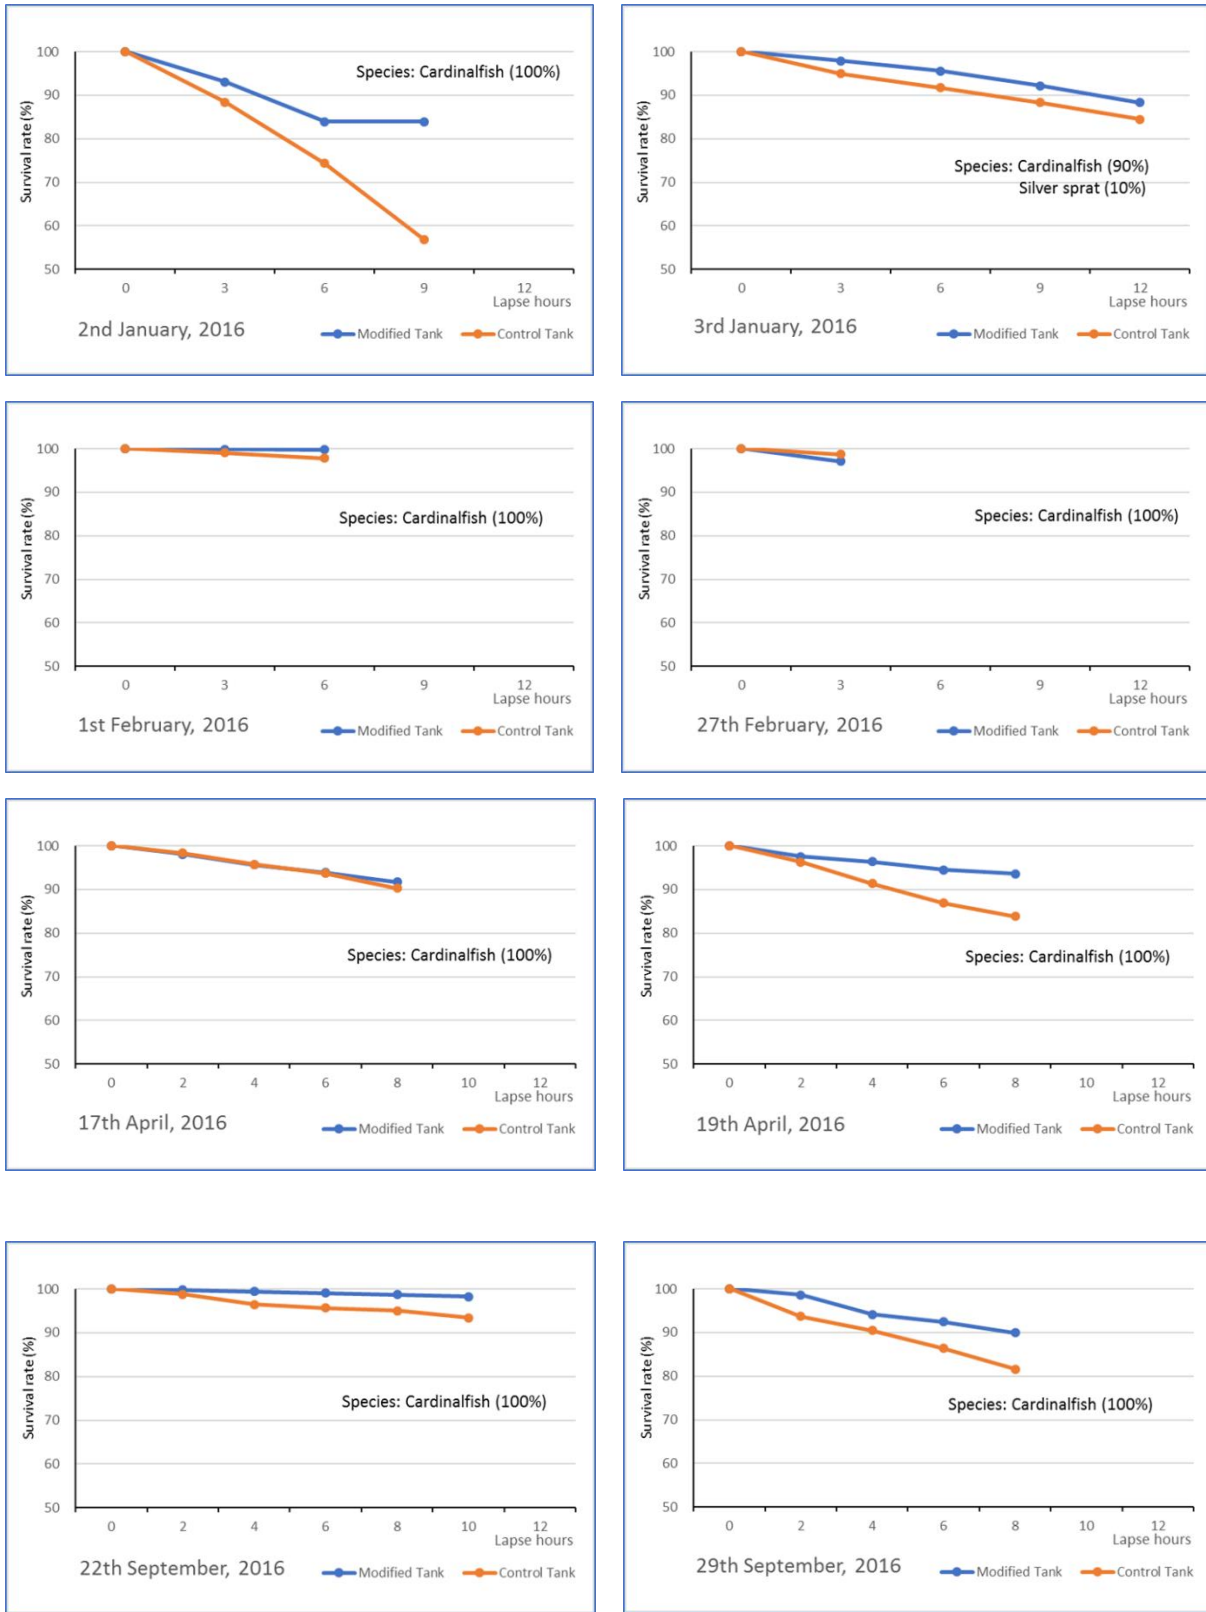 Survival rate (%)
100
90
80
70
60
50
Species: Cardinalfish (100%)
0 3 6 9 12
Lapse hours
2nd January, 2016
Modified Tank Control Tank
Survival rate (%)
100
90
80
70
60
50
Species: Cardinalfish (90%)
Silver sprat (10%)
0 3 6 9 12
Lapse hours
3rd January, 2016
Modified Tank Control Tank
Survival rate (%)
100
90
80
70
60
50
Species: Cardinalfish (100%)
0 3 6 9 12
Lapse hours
1st February, 2016
Modified Tank Control Tank
Survival rate (%)
100
90
80
70
60
50
Species: Cardinalfish (100%)
0 3 6 9 12
Lapse hours
27th February, 2016
Modified Tank Control Tank
Survival rate (%)
100
90
80
70
60
50
Species: Cardinalfish (100%)
0 2 4 6 8 10 12
Lapse hours
17th April, 2016
Modified Tank Control Tank
Survival rate (%)
100
90
80
70
60
50
Species: Cardinalfish (100%)
0 2 4 6 8 10 12
Lapse hours
19th April, 2016
Modified Tank Control Tank
Survival rate (%)
100
90
80
70
60
50
Species: Cardinalfish (100%)
0 2 4 6 8 10 12
Lapse hours
22th September, 2016
Modified Tank Control Tank
Survival rate (%)
100
90
80
70
60
50
Species: Cardinalfish (100%)
0 2 4 6 8 10 12
Lapse hours
29th September, 2016
Modified Tank Control Tank